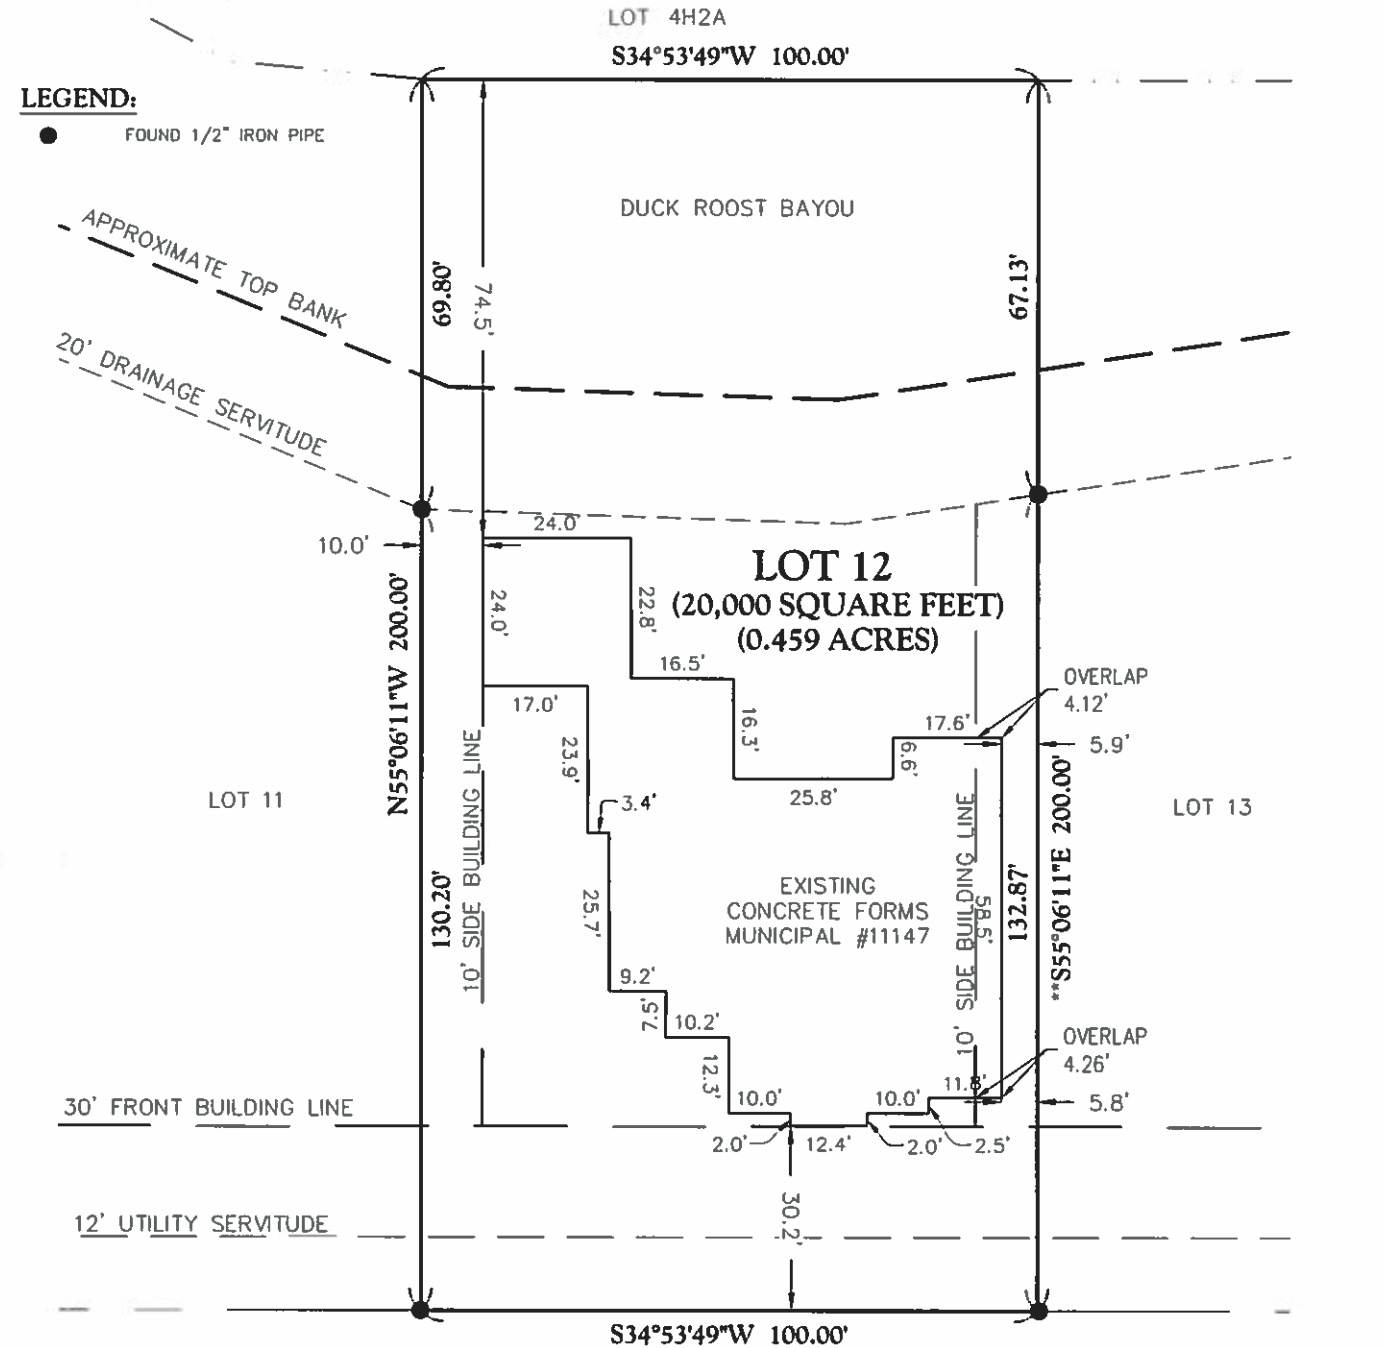 LOT 4H2A
S34°53'49"W 100.00'
LEGEND:
FOUND 1/2" IRON PIPE
DUCK ROOST BAYOU
APPROXIMATE TOP BANK
20' DRAINAGE SERVITUDE
69.80'
74.5'
67.13'
24.0'
10.0'
LOT 12
(20,000 SQUARE FEET)
(0.459 ACRES)
N55°06'11"W 200.00'
24.0'
22.8'
16.5'
17.0'
16.3'
17.6'
OVERLAP
4.12'
5.9'
6.6'
23.9'
25.8'
3.4'
LOT 11
LOT 13
10' SIDE BUILDING LINE
130.20'
25.7'
EXISTING
CONCRETE FORMS
MUNICIPAL #11147
10' SIDE BUILDING LINE
58.5'
132.87'
**S55°06'11"E 200.00'
9.2'
7.5'
10.2'
12.3'
OVERLAP
4.26'
5.8'
30' FRONT BUILDING LINE
10.0'
10.0'
11.8'
2.0'
12.4'
2.0'
2.5'
30.2'
12' UTILITY SERVITUDE
S34°53'49"W 100.00'